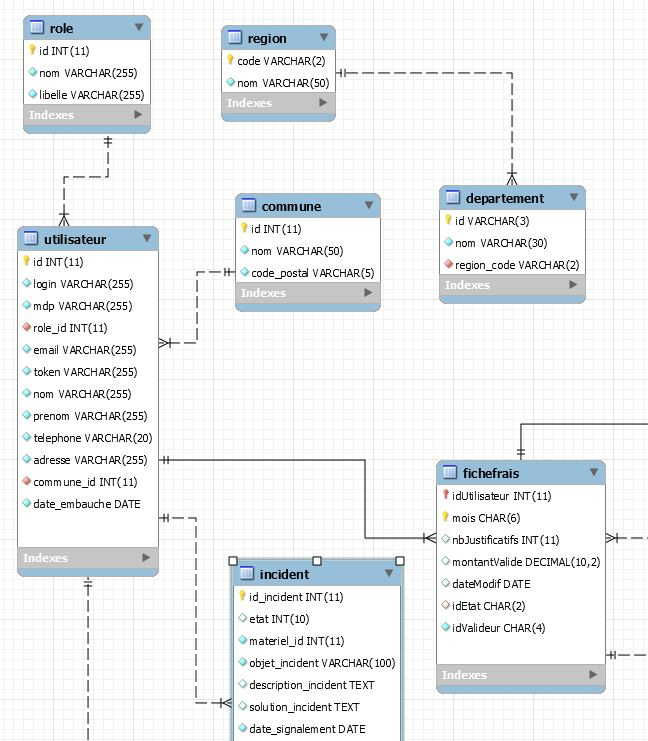 role
id INT(11)
nom VARCHAR(255)
libelle VARCHAR(255)
Indexes
region
code VARCHAR(2)
nom VARCHAR(50)
Indexes
commune
id INT(11)
nom VARCHAR(50)
code_postal VARCHAR(5)
Indexes
departement
id VARCHAR(3)
nom VARCHAR(30)
region_code VARCHAR(2)
Indexes
utilisateur
id INT(11)
login VARCHAR(255)
mdp VARCHAR(255)
role_id INT(11)
email VARCHAR(255)
token VARCHAR(255)
nom VARCHAR(255)
prenom VARCHAR(255)
telephone VARCHAR(20)
adresse VARCHAR(255)
commune_id INT(11)
date_embauche DATE
Indexes
fichefrais
idUtilisateur INT(11)
mois CHAR(6)
nbJustificatifs INT(11)
montantValide DECIMAL(10,2)
dateModif DATE
idEtat CHAR(2)
idValideur CHAR(4)
Indexes
incident
id_incident INT(11)
etat INT(10)
materiel_id INT(11)
objet_incident VARCHAR(100)
description_incident TEXT
solution_incident TEXT
date_signalement DATE